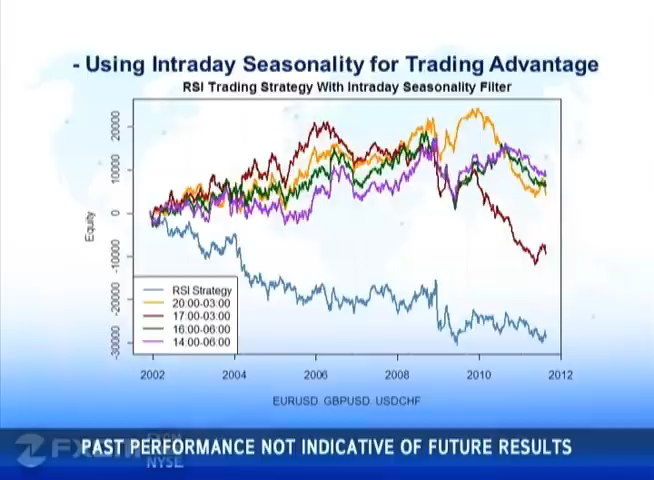 - Using Intraday Seasonality for Trading Advantage
RSI Trading Strategy With Intraday Seasonality Filter
Equity
20000
10000
0
-10000
-20000
-30000
RSI Strategy
20:00-03:00
17:00-03:00
16:00-06:00
14:00-06:00
2002 2004 2006 2008 2010 2012
EURUSD. GBPUSD. USDCHF
PAST PERFORMANCE NOT INDICATIVE OF FUTURE RESULTS
NYSE